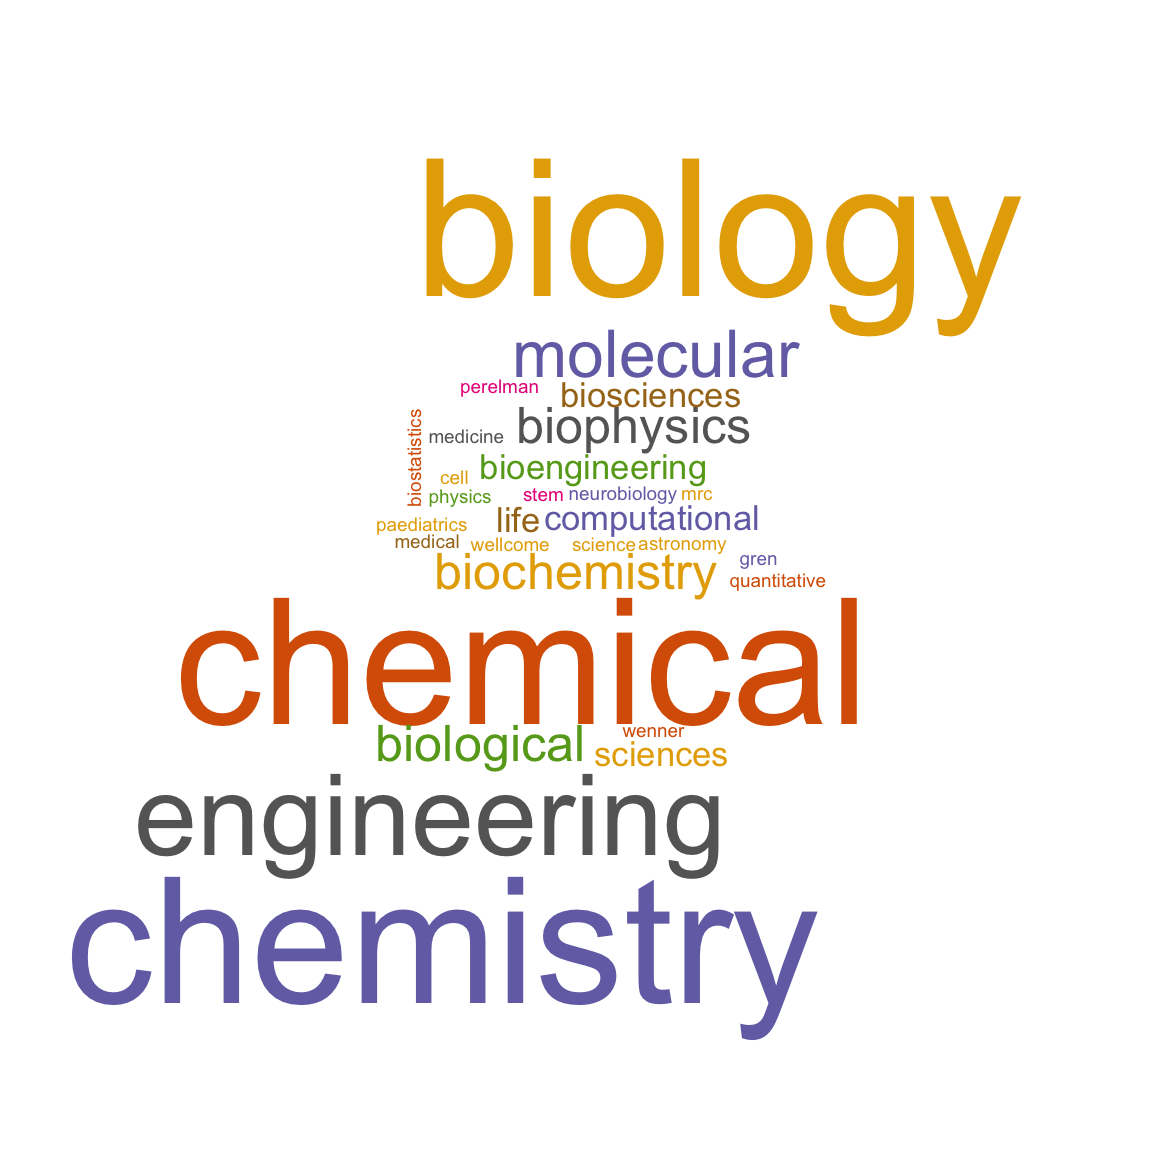 biology
molecular
perelman
biosciences
biostatistics
medicine
biophysics
bioengineering
cell
physics
stem
neurobiology
mrc
paediatrics
life
computational
medical
wellcome
science
astronomy
biochemistry
gren
quantitative
chemical
biological
wenner
sciences
engineering
chemistry